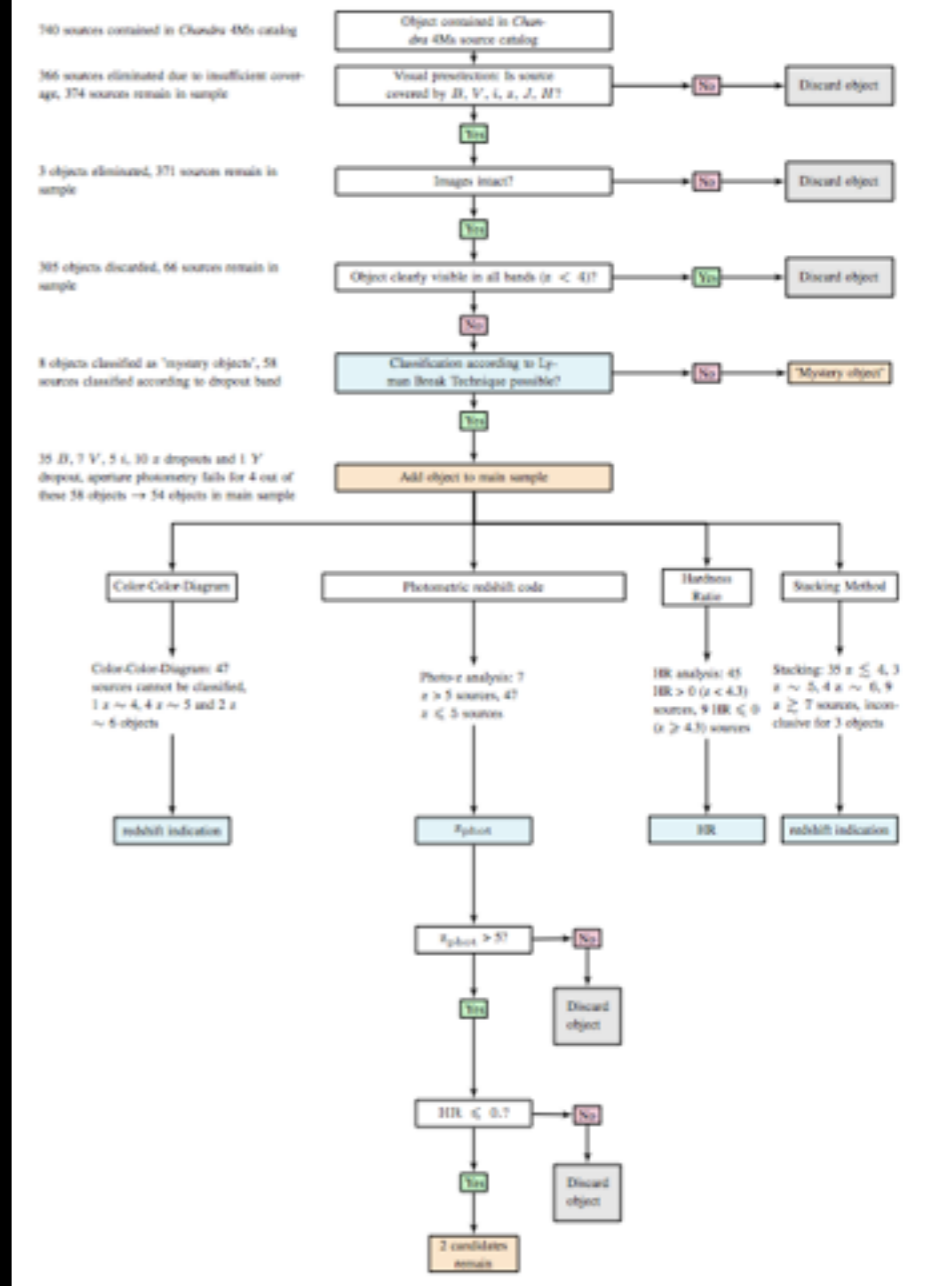 740 sources contained in Chandra 4Ms catalog
Object contained in Chan-
dra 4Ms source catalog
366 sources eliminated due to insufficient cover-
age, 374 sources remain in sample
Visual preselection: Is source
covered by B, V, i, z, J, H?
No
Discard object
Yes
3 objects eliminated, 371 sources remain in
sample
Images intact?
No
Discard object
Yes
305 objects discarded, 66 sources remain in
sample
Object clearly visible in all bands (z < 4)?
Yes
Discard object
No
8 objects classified as "mystery objects", 58
sources classified according to dropout band
Classification according to Ly-
man Break Technique possible?
No
"Mystery object"
Yes
35 B, 7 V, 5 i, 10 z dropouts and 1 Y
dropout, aperture photometry fails for 4 out of
these 58 objects → 54 objects in main sample
Add object to main sample
Color-Color-Diagram
Photometric redshift code
Hardness
Ratio
Stacking Method
Color-Color-Diagram: 47
sources cannot be classified,
1 z ∼ 4, 4 z ∼ 5 and 2 z
∼ 6 objects
Photo-z analysis: 7
z > 5 sources, 47
z ⩽ 5 sources
HR analysis: 45
HR > 0 (z < 4.3)
sources, 9 HR ⩽ 0
(z ⩾ 4.3) sources
Stacking: 35 z ≲ 4, 3
z ∼ 5, 4 z ∼ 6, 9
z ≳ 7 sources, incon-
clusive for 3 objects
redshift indication
z phot
HR
redshift indication
z phot > 5?
No
Discard
object
Yes
HR ⩽ 0.?
No
Discard
object
Yes
2 candidates
remain